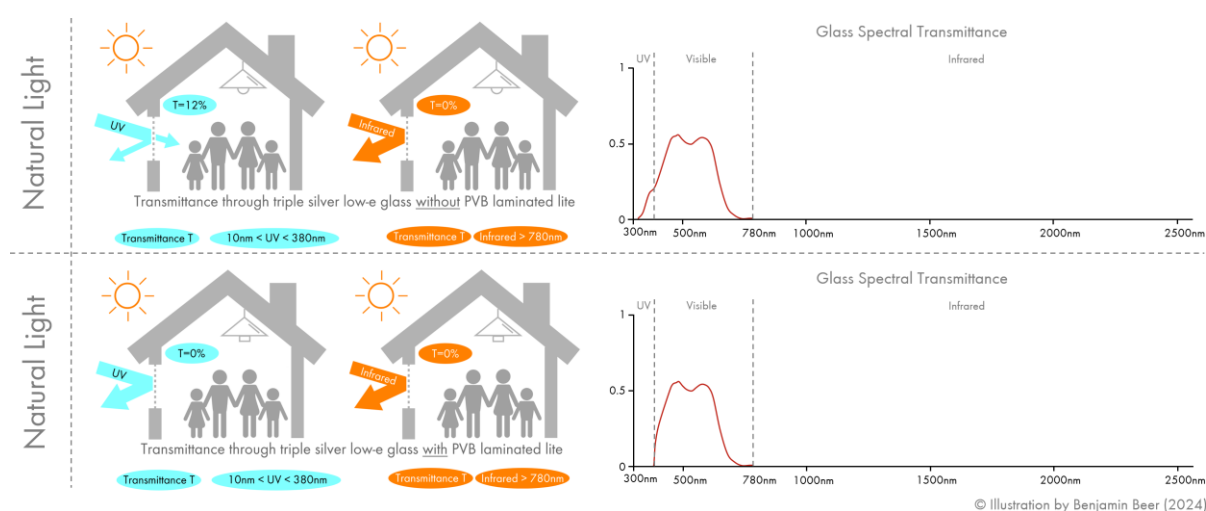 Natural Light
T=12%
UV
T=0%
Infrared
Transmittance through triple silver low-e glass without PVB laminated lite
Transmittance T
10nm < UV < 380nm
Transmittance T
Infrared > 780nm
Glass Spectral Transmittance
UV
Visible
Infrared
1
0.5
0
300nm
500nm
780nm
1000nm
1500nm
2000nm
2500nm
Natural Light
T=0%
UV
T=0%
Infrared
Transmittance through triple silver low-e glass with PVB laminated lite
Transmittance T
10nm < UV < 380nm
Transmittance T
Infrared > 780nm
Glass Spectral Transmittance
UV
Visible
Infrared
1
0.5
0
300nm
500nm
780nm
1000nm
1500nm
2000nm
2500nm
© Illustration by Benjamin Beer (2024)